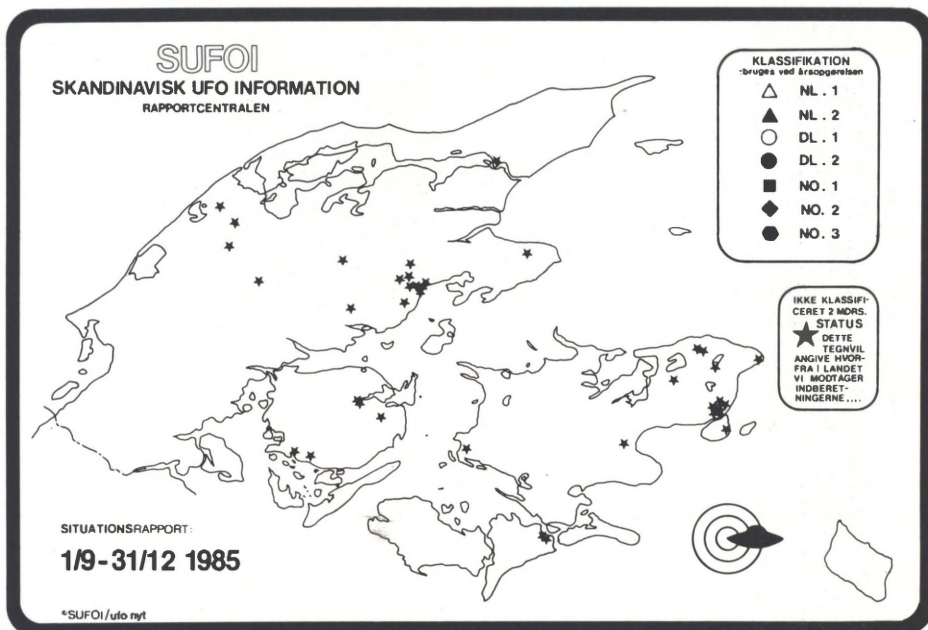 SUFOI
SKANDINAVISK UFO INFORMATION
RAPPORTCENTRALEN
KLASSIFIKATION
-bruges ved årsopgørelsen
NL. 1
NL. 2
DL. 1
DL. 2
NO. 1
NO. 2
NO. 3
IKKE KLASSIFI-
CERET 2 MDRS.
STATUS
DETTE
TEGNVIL
ANGIVE HVOR-
FRA I LANDET
VI MODTAGER
INDBERET-
NINGERNE....
SITUATIONSRAPPORT:
1/9-31/12 1985
©SUFOI/ufo nyt